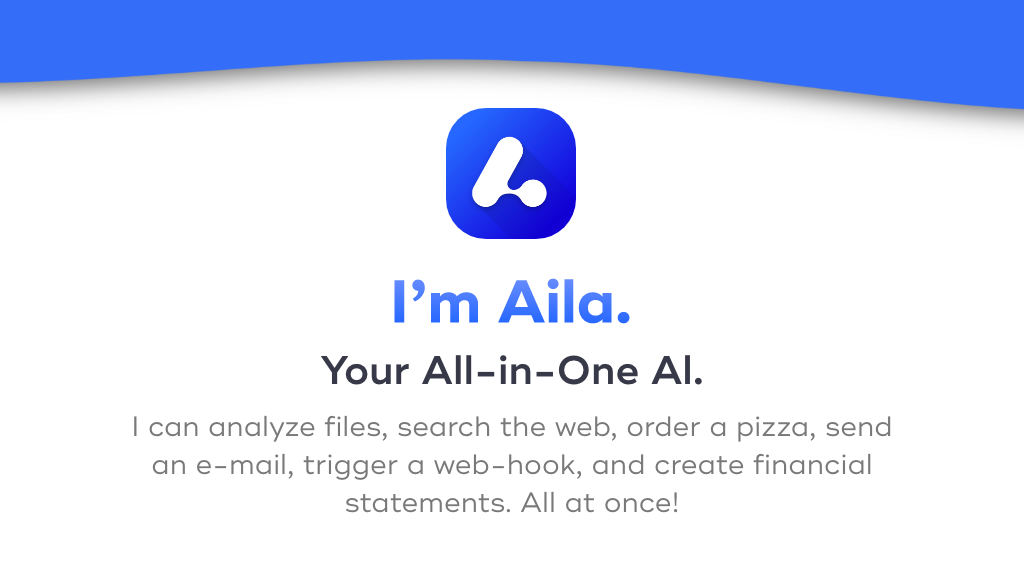 I’m Aila.
Your All-in-One AI.
I can analyze files, search the web, order a pizza, send
an e-mail, trigger a web-hook, and create financial
statements. All at once!